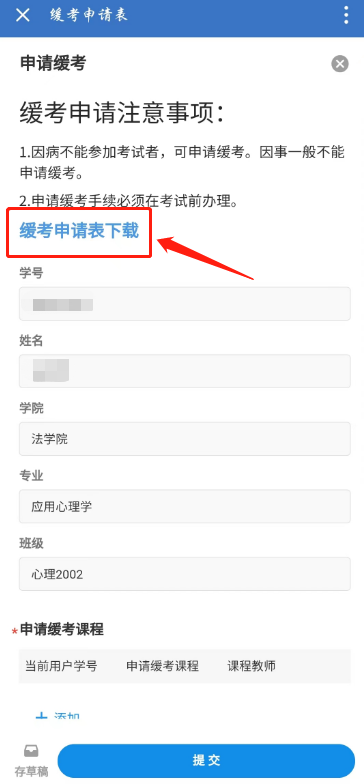 缓考申请表
申请缓考
缓考申请注意事项：
1.因病不能参加考试者，可申请缓考。因事一般不能
申请缓考。
2.申请缓考手续必须在考试前办理。
缓考申请表下载
学号
姓名
学院
法学院
专业
应用心理学
班级
心理2002
*申请缓考课程
当前用户学号 申请缓考课程 课程教师
+ 添加
存草稿
提交